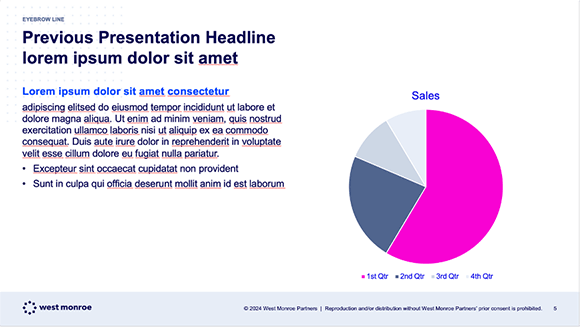 EYEBROW LINE
Previous Presentation Headline
lorem ipsum dolor sit amet
Lorem ipsum dolor sit amet consectetur
adipiscing elitsed do eiusmod tempor incididunt ut labore et
dolore magna aliqua. Ut enim ad minim veniam, quis nostrud
exercitation ullamco laboris nisi ut aliquip ex ea commodo
consequat. Duis aute irure dolor in reprehenderit in voluptate
velit esse cillum dolore eu fugiat nulla pariatur.
• Excepteur sint occaecat cupidatat non provident
• Sunt in culpa qui officia deserunt mollit anim id est laborum
Sales
1st Qtr 2nd Qtr 3rd Qtr 4th Qtr
west monroe
© 2024 West Monroe Partners | Reproduction and/or distribution without West Monroe Partners' prior consent is prohibited. 5